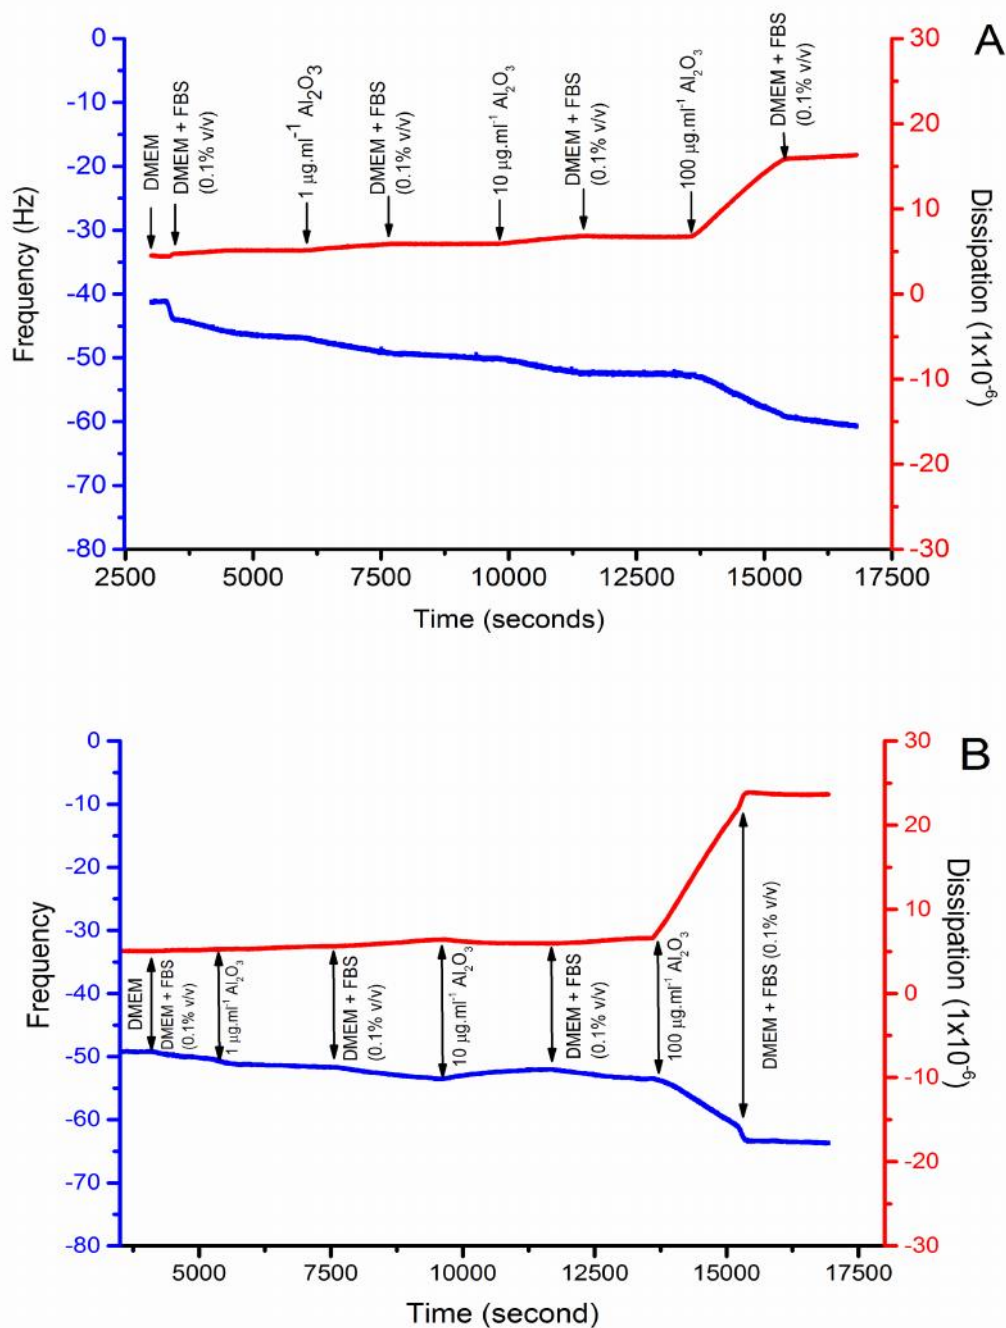 A
0
-10
-20
-30
-40
-50
-60
-70
-80
Frequency (Hz)
30
20
10
0
-10
-20
-30
Dissipation (1x10⁻⁶)
DMEM
DMEM + FBS
(0.1% v/v)
1 μg.ml⁻¹ Al₂O₃
DMEM + FBS
(0.1% v/v)
10 μg.ml⁻¹ Al₂O₃
DMEM + FBS
(0.1% v/v)
100 μg.ml⁻¹ Al₂O₃
DMEM + FBS
(0.1% v/v)
2500 5000 7500 10000 12500 15000 17500
Time (seconds)
B
0
-10
-20
-30
-40
-50
-60
-70
-80
Frequency
30
20
10
0
-10
-20
-30
Dissipation (1x10⁻⁶)
DMEM
DMEM + FBS
(0.1% v/v)
1 μg.ml⁻¹ Al₂O₃
DMEM + FBS
(0.1% v/v)
10 μg.ml⁻¹ Al₂O₃
DMEM + FBS
(0.1% v/v)
100 μg.ml⁻¹ Al₂O₃
DMEM + FBS (0.1% v/v)
5000 7500 10000 12500 15000 17500
Time (second)